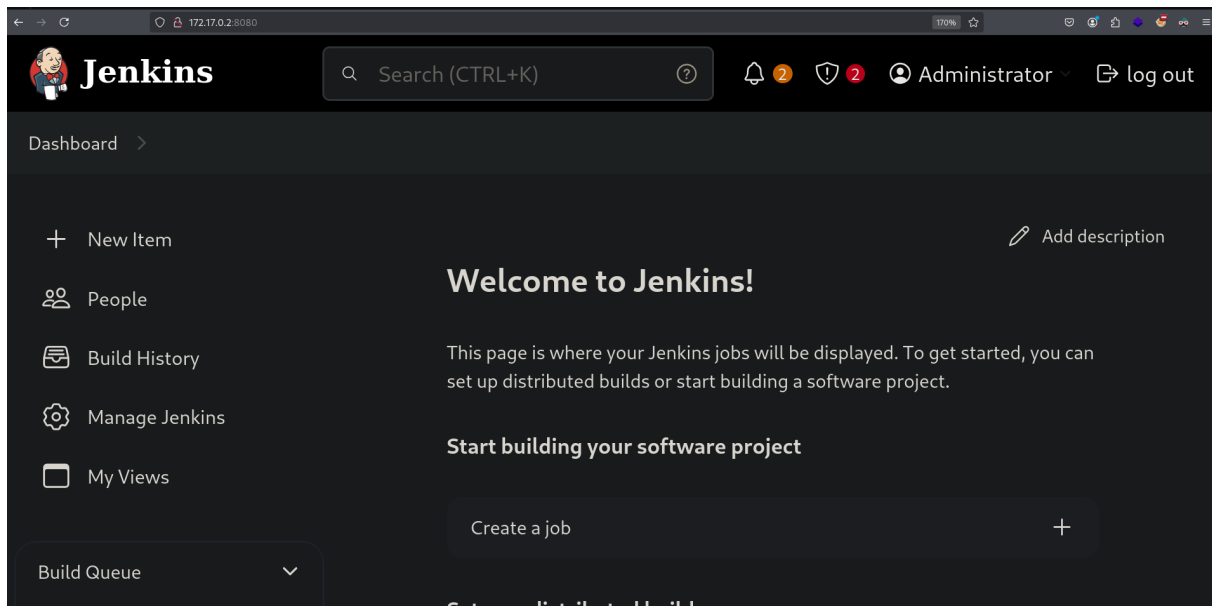 172.17.0.2:8080
170%
Jenkins
Search (CTRL+K)
?
2
2
Administrator
log out
Dashboard
New Item
Add description
People
Welcome to Jenkins!
Build History
This page is where your Jenkins jobs will be displayed. To get started, you can
set up distributed builds or start building a software project.
Manage Jenkins
Start building your software project
My Views
Create a job
Build Queue